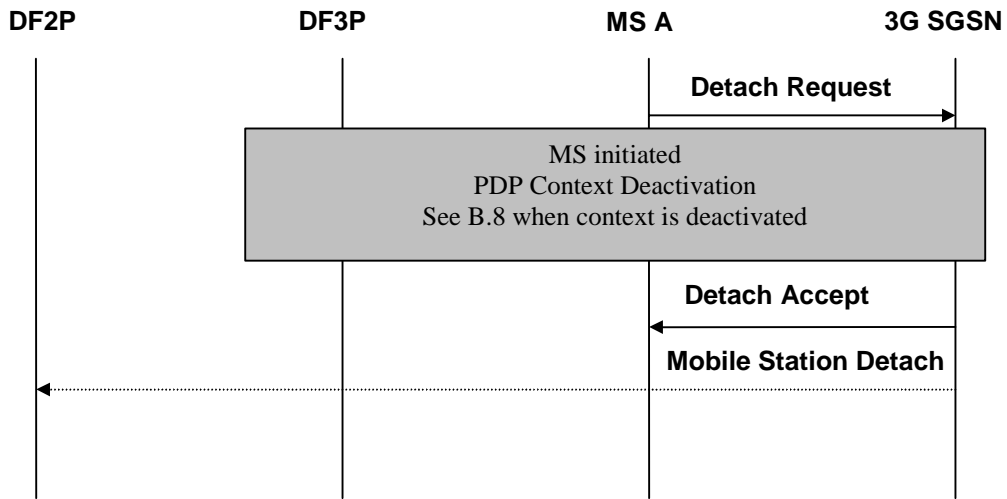 DF2P DF3P MS A 3G SGSN
Detach Request
MS initiated
PDP Context Deactivation
See B.8 when context is deactivated
Detach Accept
Mobile Station Detach